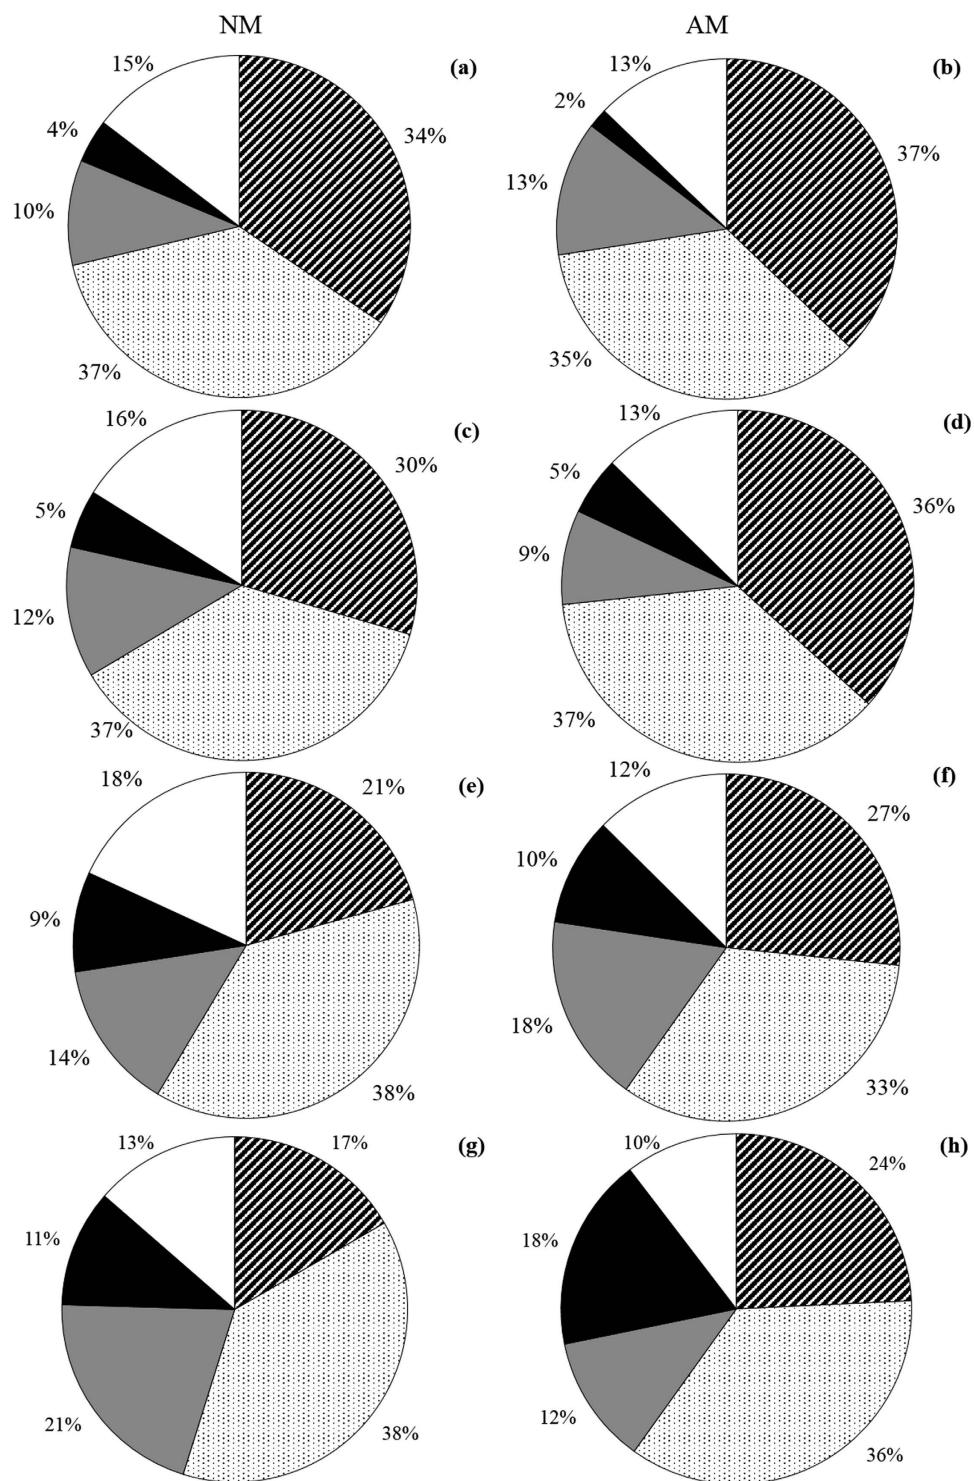 NM AM
15% (a) 13% (b)
4% 34% 2% 37%
10% 13%
37% 35%
16% (c) 13% (d)
5% 30% 5% 36%
12% 9%
37% 37%
18% 21% (e) 12% 27% (f)
9% 10%
14% 38% 18% 33%
13% 17% (g) 10% 24% (h)
11% 18%
21% 38% 12% 36%